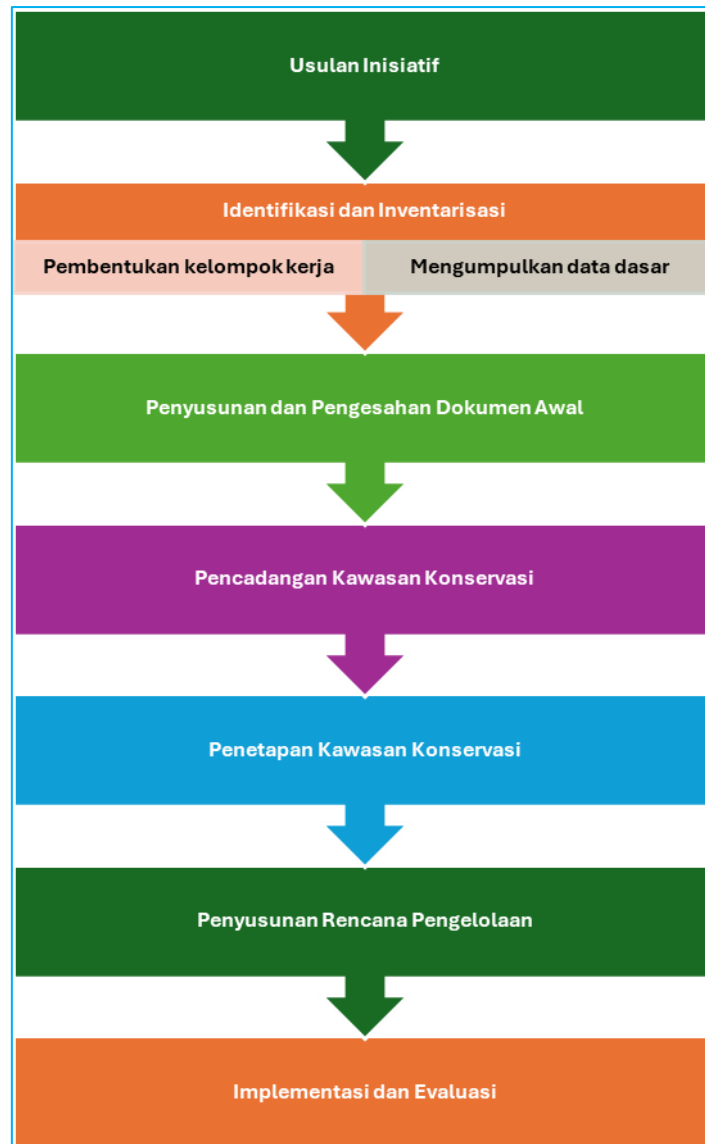 Usulan Inisiatif
Identifikasi dan Inventarisasi
Pembentukan kelompok kerja
Mengumpulkan data dasar
Penyusunan dan Pengesahan Dokumen Awal
Pencadangan Kawasan Konservasi
Penetapan Kawasan Konservasi
Penyusunan Rencana Pengelolaan
Implementasi dan Evaluasi